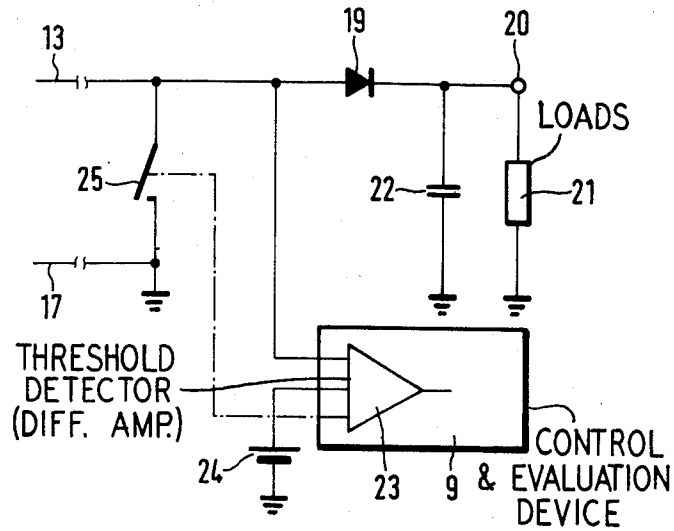 19
20
13
LOADS
25
22
21
17
THRESHOLD
DETECTOR
(DIFF. AMP.)
24
23
9
CONTROL
& EVALUATION
DEVICE